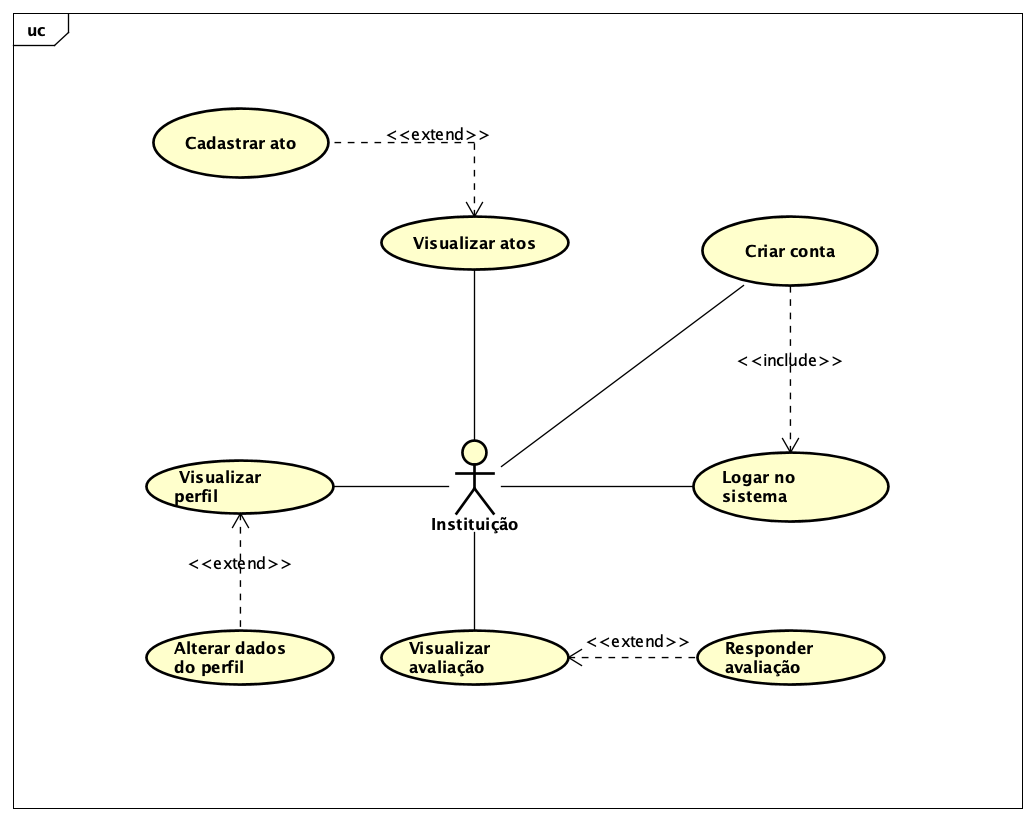 uc
<<extend>>
Cadastrar ato
Visualizar atos
Criar conta
<<include>>
Visualizar
perfil
Logar no
sistema
Instituição
<<extend>>
Alterar dados
do perfil
Visualizar
avaliação
<<extend>>
Responder
avaliação